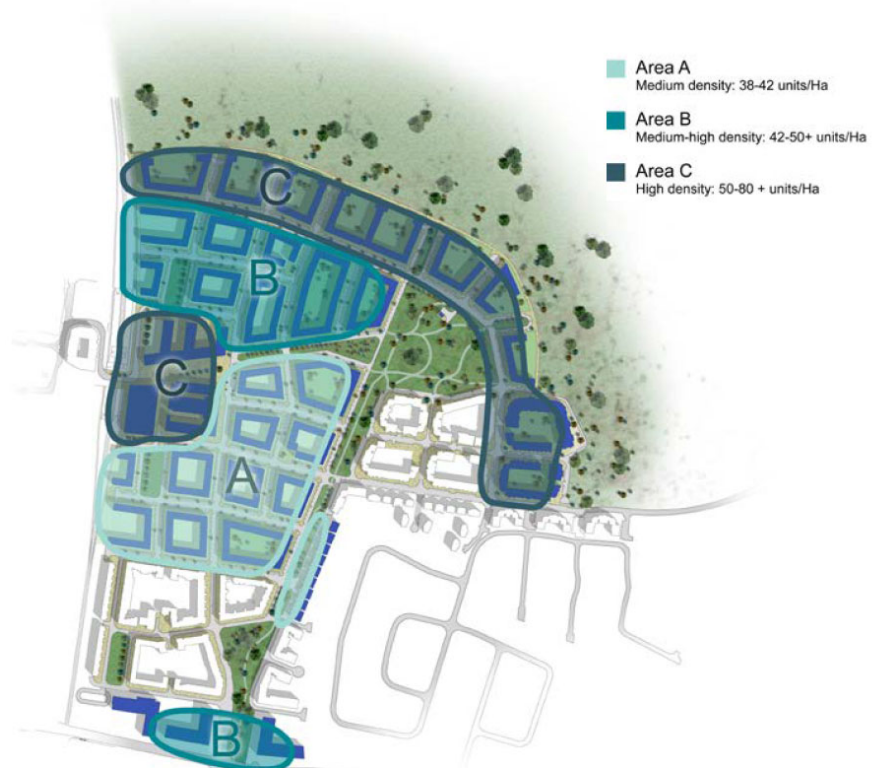 Area A
Medium density: 38-42 units/Ha
Area B
Medium-high density: 42-50+ units/Ha
Area C
High density: 50-80 + units/Ha
C
B
C
A
B